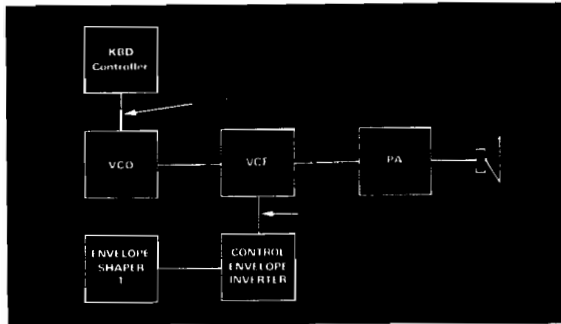 KBD
Controller
VCO
VCF
PA
ENVELOPE
SHAPER
1
CONTROL
ENVELOPE
INVERTER